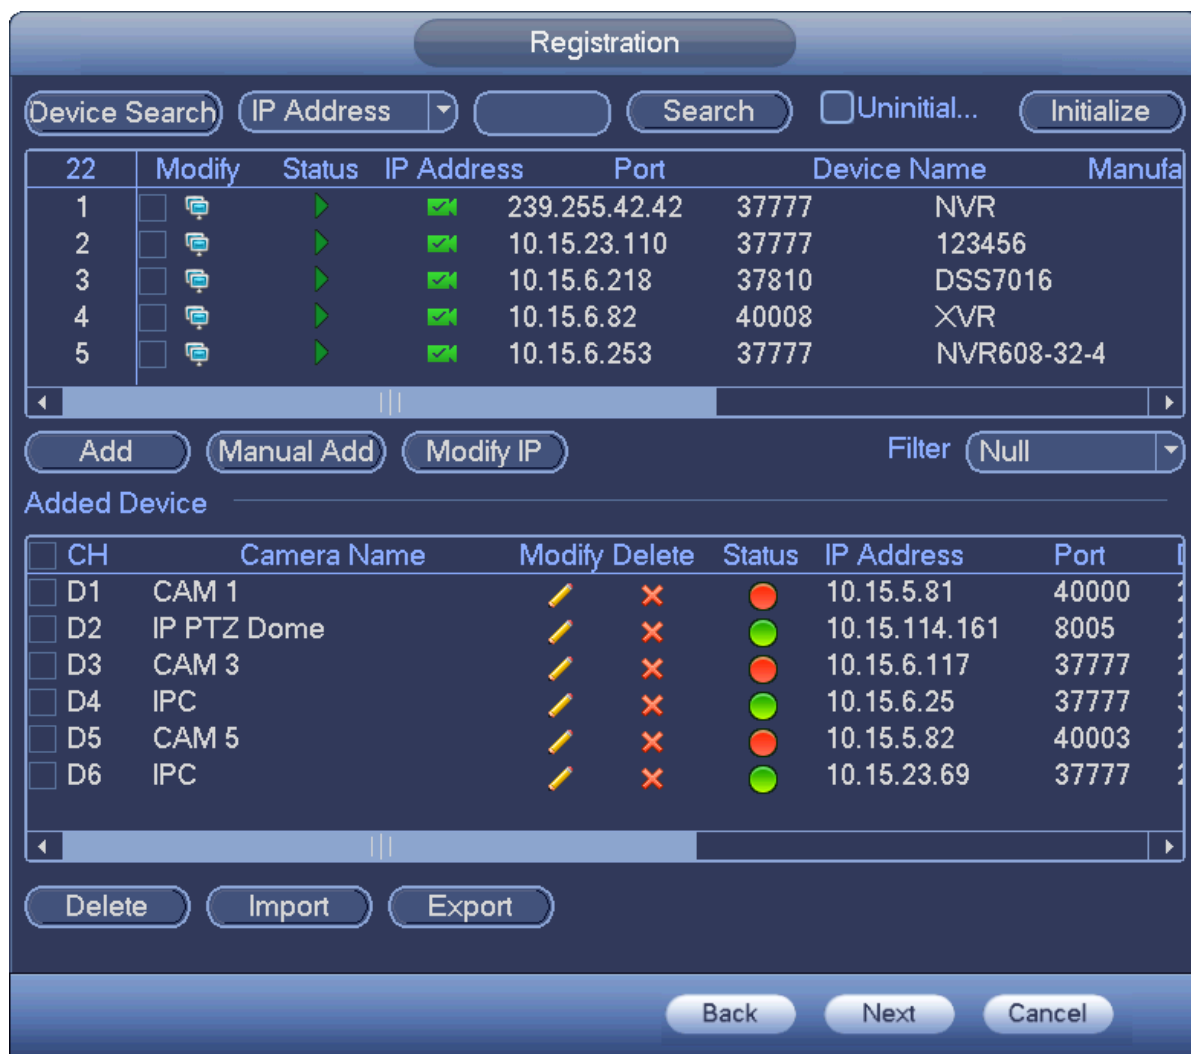 Registration
Device Search IP Address Search Uninitial... Initialize
22 Modify Status IP Address Port Device Name Manufa
1 239.255.42.42 37777 NVR
2 10.15.23.110 37777 123456
3 10.15.6.218 37810 DSS7016
4 10.15.6.82 40008 XVR
5 10.15.6.253 37777 NVR608-32-4
Add Manual Add Modify IP Filter Null
Added Device
CH Camera Name Modify Delete Status IP Address Port
D1 CAM 1 10.15.5.81 40000
D2 IP PTZ Dome 10.15.114.161 8005
D3 CAM 3 10.15.6.117 37777
D4 IPC 10.15.6.25 37777
D5 CAM 5 10.15.5.82 40003
D6 IPC 10.15.23.69 37777
Delete Import Export
Back Next Cancel